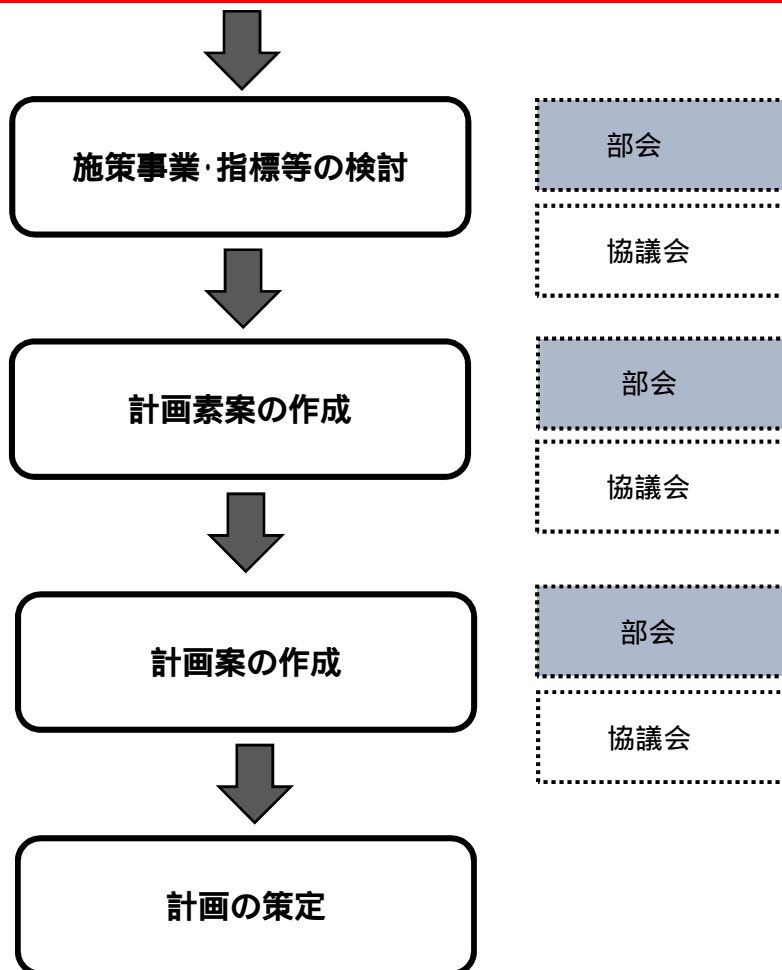 施策事業・指標等の検討
部会
協議会
計画素案の作成
部会
協議会
計画案の作成
部会
協議会
計画の策定